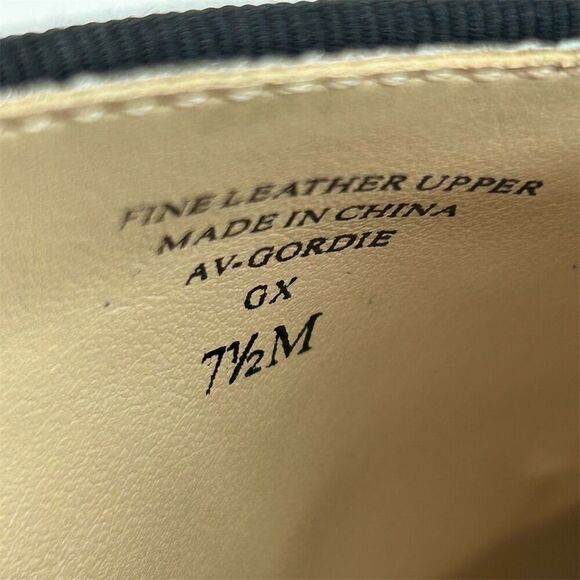 FINE LEATHER UPPER
MADE IN CHINA
AV-GORDIE
GX
7½M